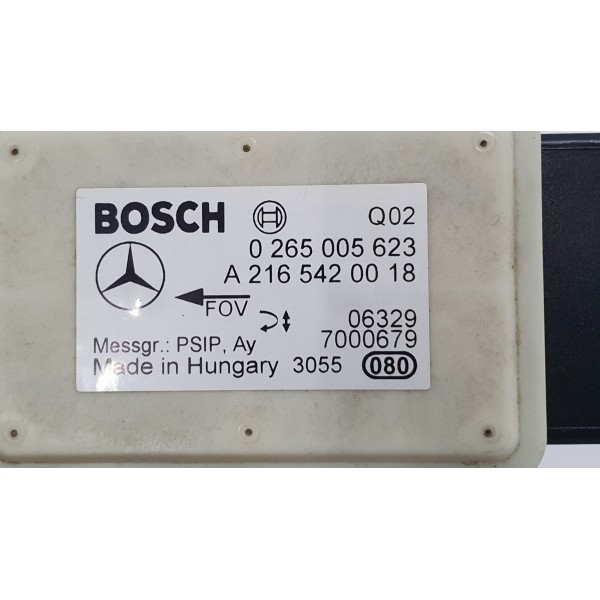 BOSCH Q02
0 265 005 623
A 216 542 00 18
FOV
06329
Messgr.: PSIP, Ay 7000679
Made in Hungary 3055 080